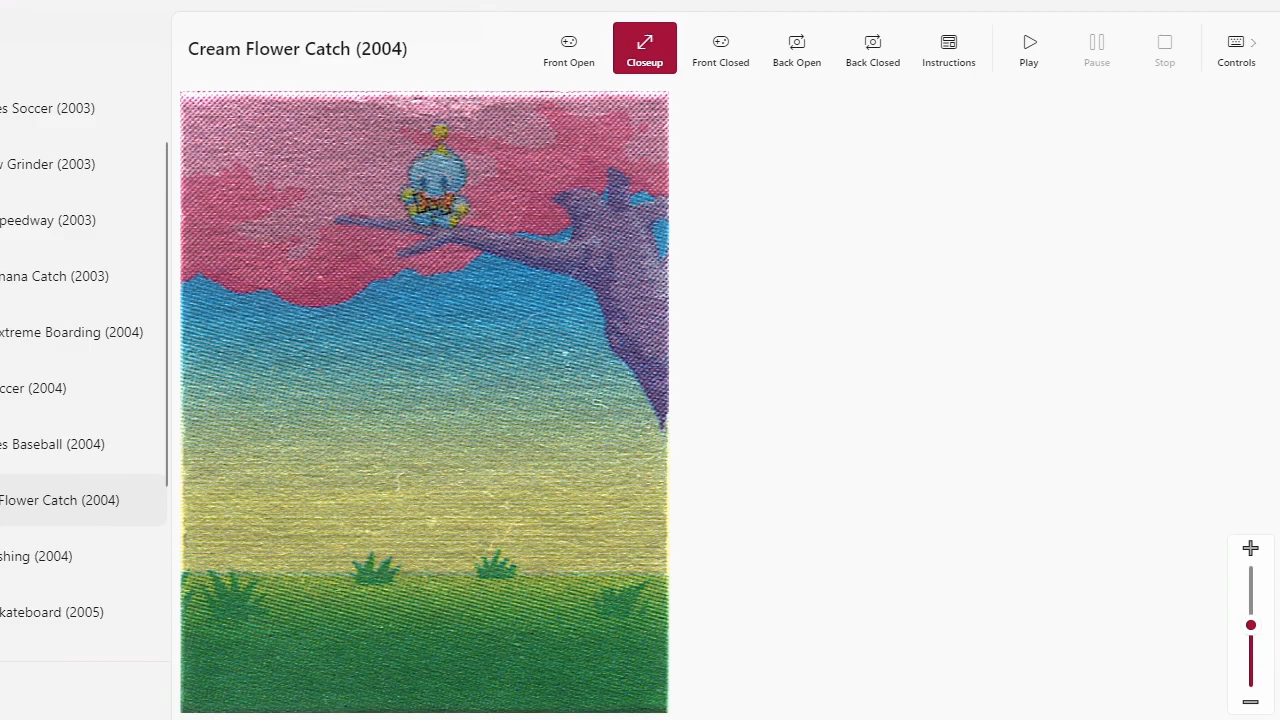 Cream Flower Catch (2004)
Front Open
Closeup
Front Closed
Back Open
Back Closed
Instructions
Play
Pause
Stop
Controls
es Soccer (2003)
Grinder (2003)
peedway (2003)
nana Catch (2003)
xtreme Boarding (2004)
ccer (2004)
es Baseball (2004)
Flower Catch (2004)
shing (2004)
kateboard (2005)